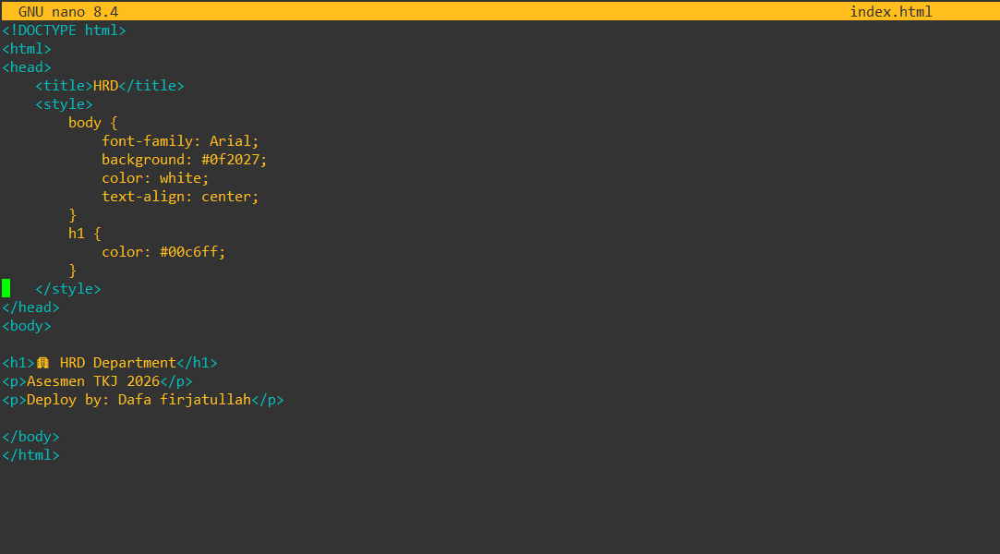 GNU nano 8.4 index.html
<!DOCTYPE html>
<html>
<head>
    <title>HRD</title>
    <style>
        body {
            font-family: Arial;
            background: #0f2027;
            color: white;
            text-align: center;
        }
        h1 {
            color: #00c6ff;
        }
    </style>
</head>
<body>

<h1>🏢 HRD Department</h1>
<p>Asesmen TKJ 2026</p>
<p>Deploy by: Dafa firjatullah</p>

</body>
</html>